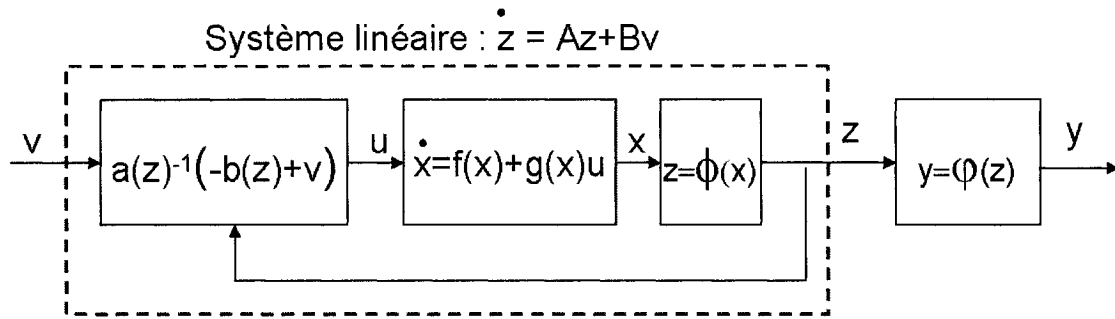 Système linéaire : ż = Az+Bv
v
a(z)⁻¹(-b(z)+v)
u
ẋ=f(x)+g(x)u
x
z=ϕ(x)
z
y=φ(z)
y